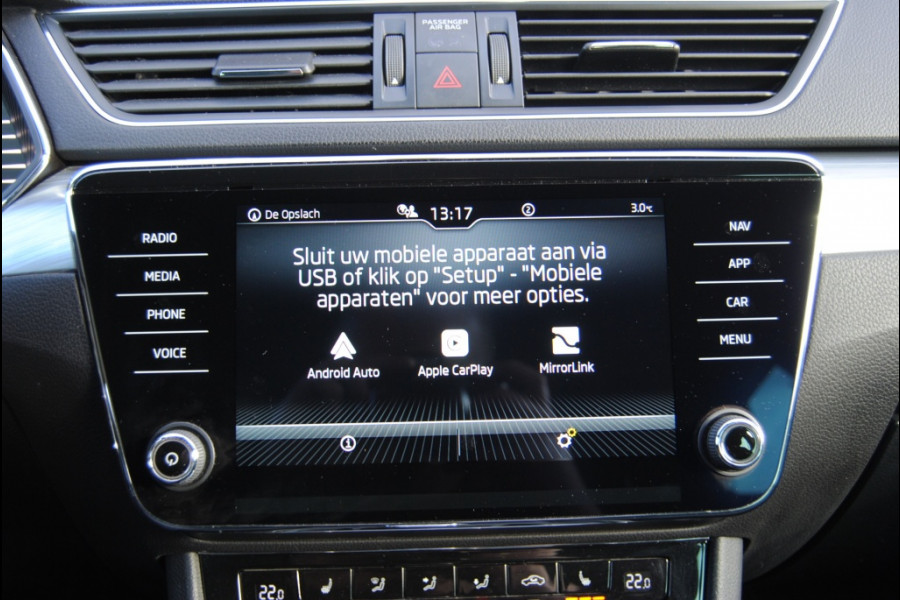 PASSENGER
AIR BAG
De Opslach 13:17 2 3.0°C
RADIO
MEDIA
PHONE
VOICE
Sluit uw mobiele apparaat aan via
USB of klik op "Setup" - "Mobiele
apparaten" voor meer opties.
Android Auto Apple CarPlay MirrorLink
NAV
APP
CAR
MENU
22.0 22.0